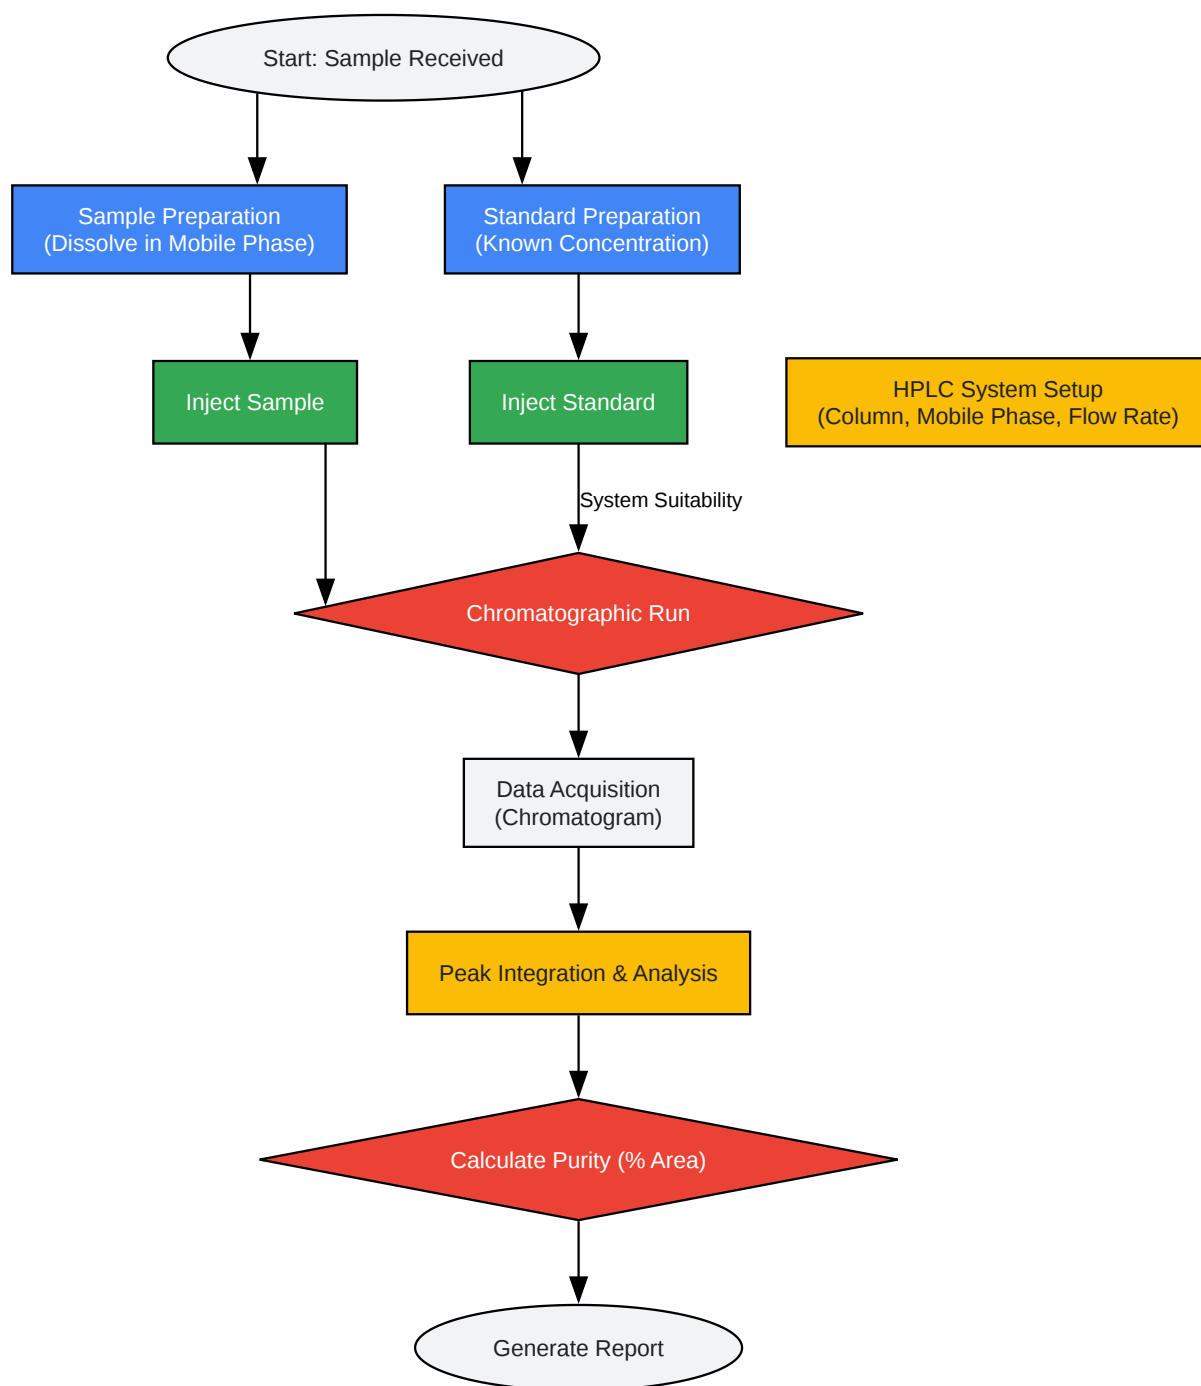 Start: Sample Received
Sample Preparation
(Dissolve in Mobile Phase)
Standard Preparation
(Known Concentration)
Inject Sample
Inject Standard
HPLC System Setup
(Column, Mobile Phase, Flow Rate)
System Suitability
Chromatographic Run
Data Acquisition
(Chromatogram)
Peak Integration & Analysis
Calculate Purity (% Area)
Generate Report